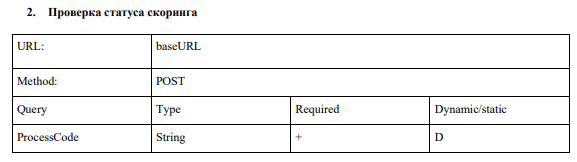 2. Проверка статуса скоринга
URL: baseURL
Method: POST
Query Type Required Dynamic/static
ProcessCode String + D